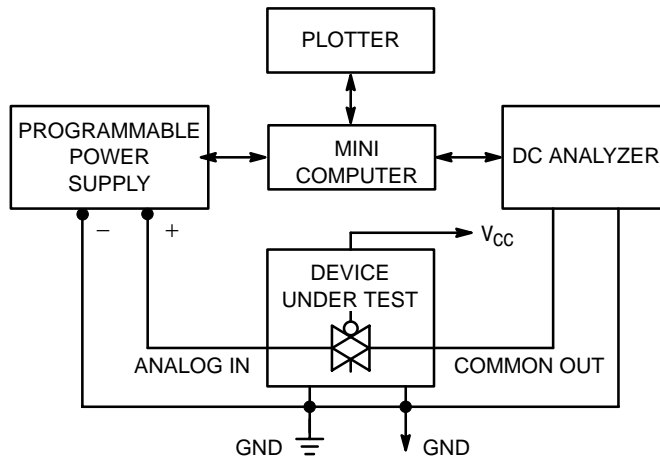 PLOTTER
PROGRAMMABLE
POWER
SUPPLY
MINI
COMPUTER
DC ANALYZER
− +
VCC
DEVICE
UNDER TEST
ANALOG IN
COMMON OUT
GND
GND